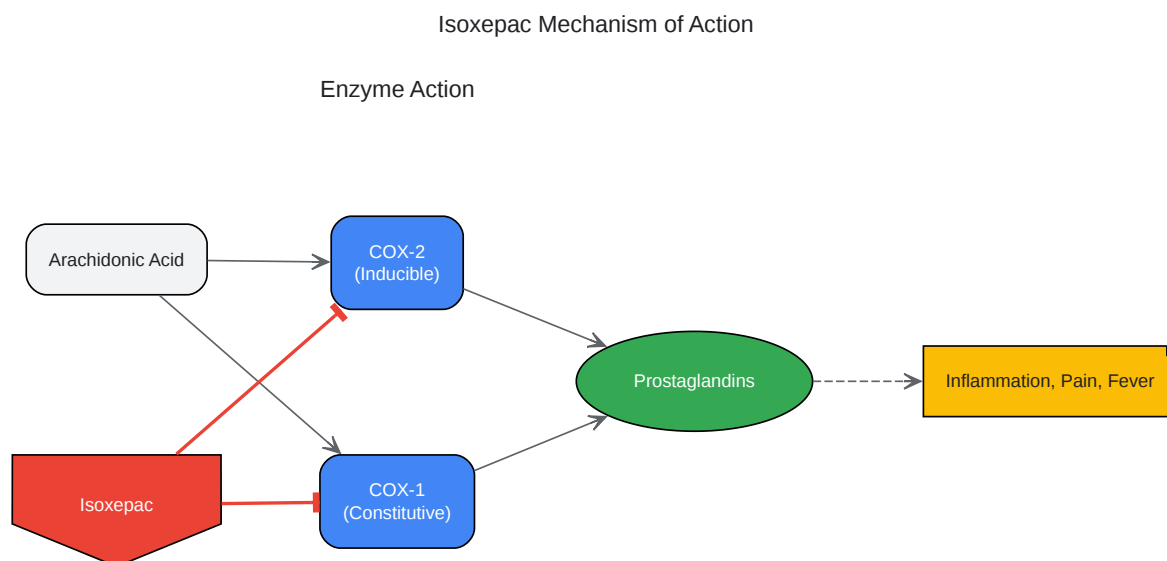 Isoxepac Mechanism of Action
Enzyme Action
Arachidonic Acid
COX-2
(Inducible)
Prostaglandins
Inflammation, Pain, Fever
Isoxepac
COX-1
(Constitutive)